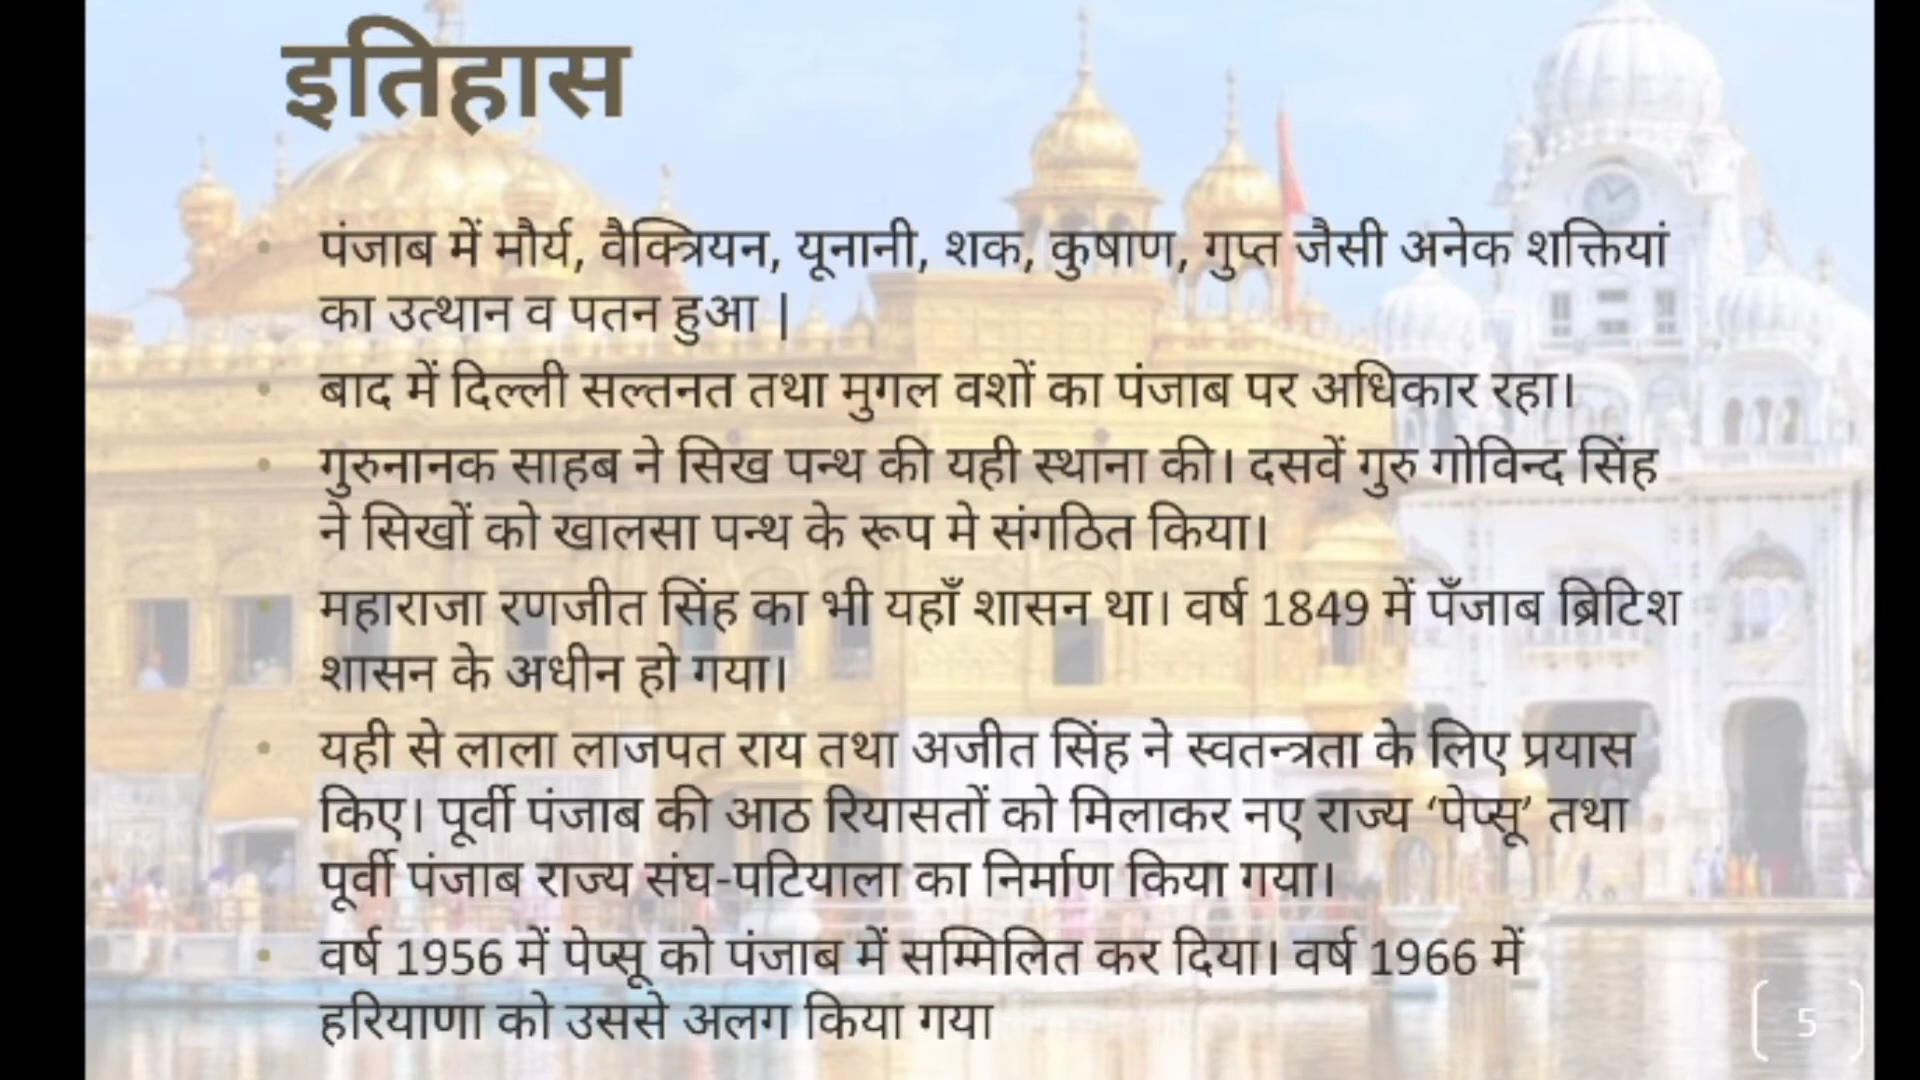 इतिहास
पंजाब में मौर्य, वैक्त्रियन, यूनानी, शक, कुषाण, गुप्त जैसी अनेक शक्तियां
का उत्थान व पतन हुआ |
बाद में दिल्ली सल्तनत तथा मुगल वशों का पंजाब पर अधिकार रहा।
गुरुनानक साहब ने सिख पन्थ की यही स्थाना की। दसवें गुरु गोविन्द सिंह
ने सिखों को खालसा पन्थ के रूप मे संगठित किया।
महाराजा रणजीत सिंह का भी यहाँ शासन था। वर्ष 1849 में पँजाब ब्रिटिश
शासन के अधीन हो गया।
यही से लाला लाजपत राय तथा अजीत सिंह ने स्वतन्त्रता के लिए प्रयास
किए। पूर्वी पंजाब की आठ रियासतों को मिलाकर नए राज्य ‘पेप्सू’ तथा
पूर्वी पंजाब राज्य संघ-पटियाला का निर्माण किया गया।
वर्ष 1956 में पेप्सू को पंजाब में सम्मिलित कर दिया। वर्ष 1966 में
हरियाणा को उससे अलग किया गया
5